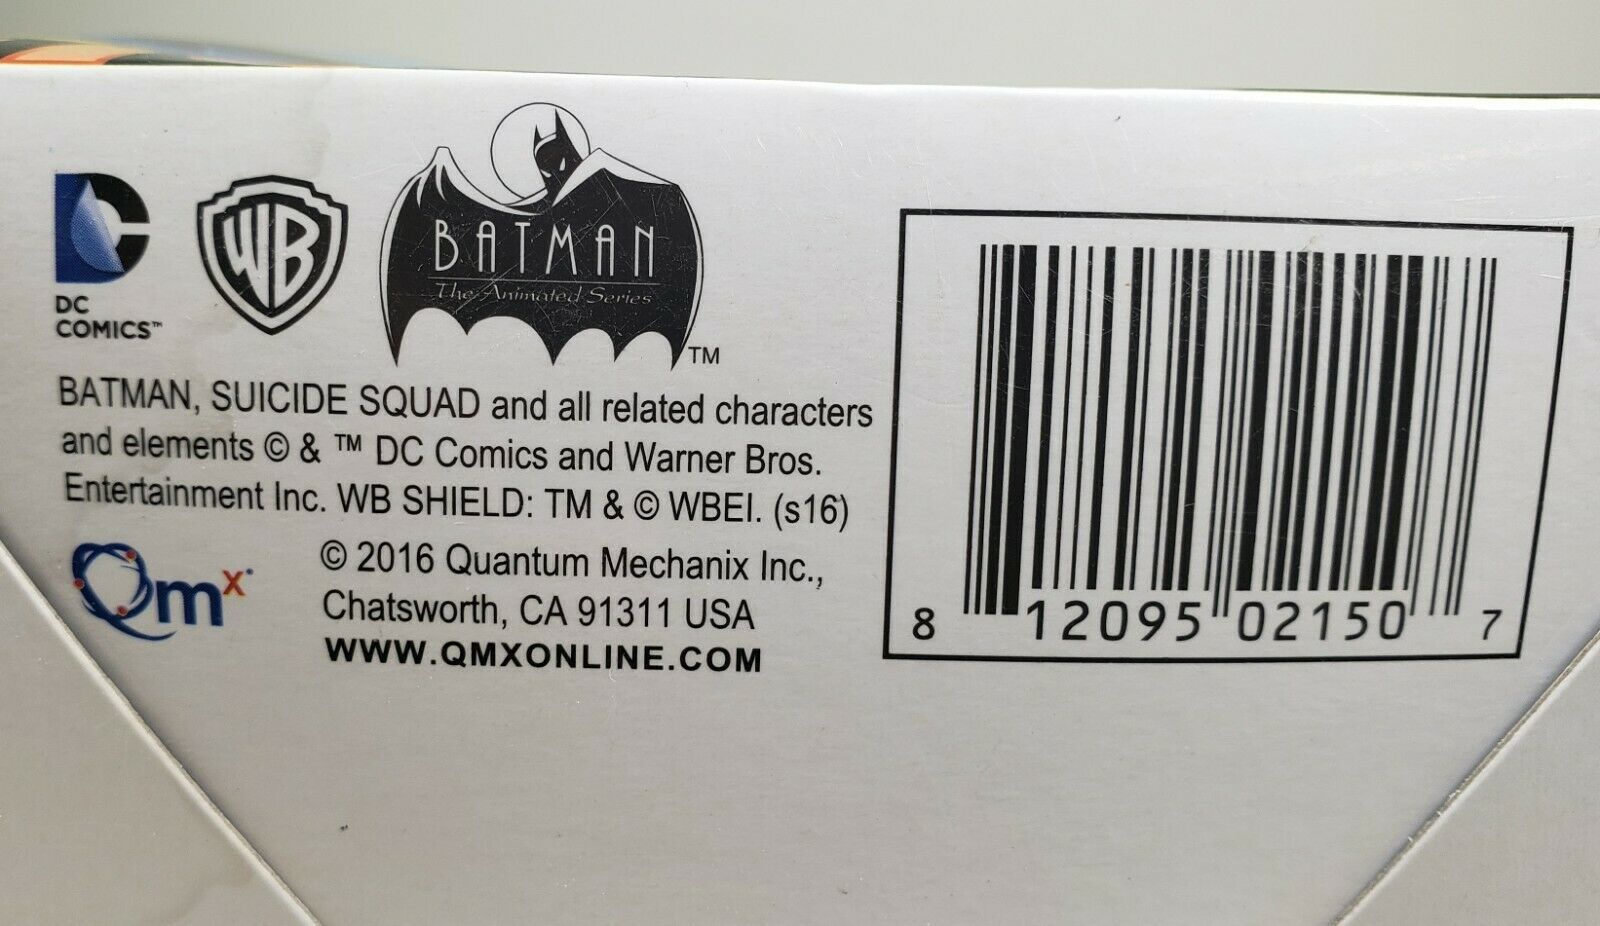 DC
COMICS™
WB
BATMAN
The Animated Series
TM
BATMAN, SUICIDE SQUAD and all related characters
and elements © & ™ DC Comics and Warner Bros.
Entertainment Inc. WB SHIELD: TM & © WBEI. (s16)
Qmx
© 2016 Quantum Mechanix Inc.,
Chatsworth, CA 91311 USA
WWW.QMXONLINE.COM
8 12095 02150 7